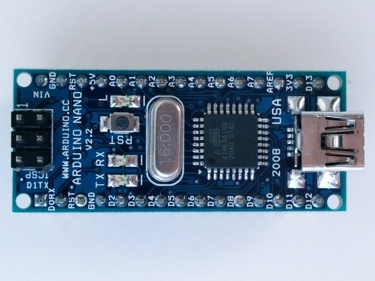 VIN GND RST +5V A0 A1 A2 A3 A4 A5 A6 A7 AREF 3V3 D13
1
L
WWW.ARDUINO.CC
ARDUINO NANO
V2.2
RST
TX RX
16.000
USA
2008
ICSP
D1TX D0RX RST GND D2 D3 D4 D5 D6 D7 D8 D9 D10 D11 D12